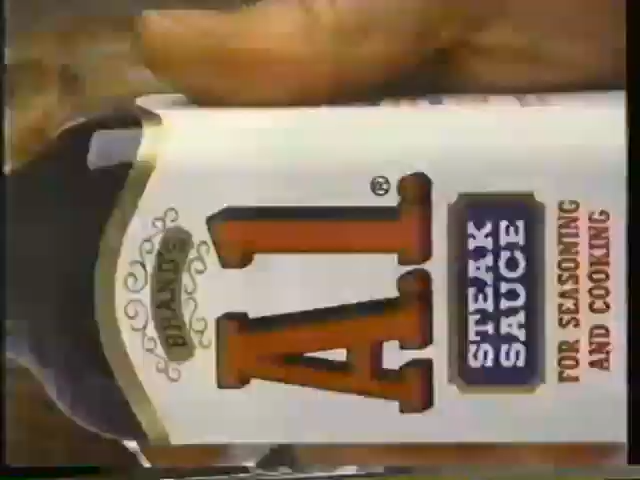 BRAND'S
A1®
STEAK
SAUCE
FOR SEASONING
AND COOKING